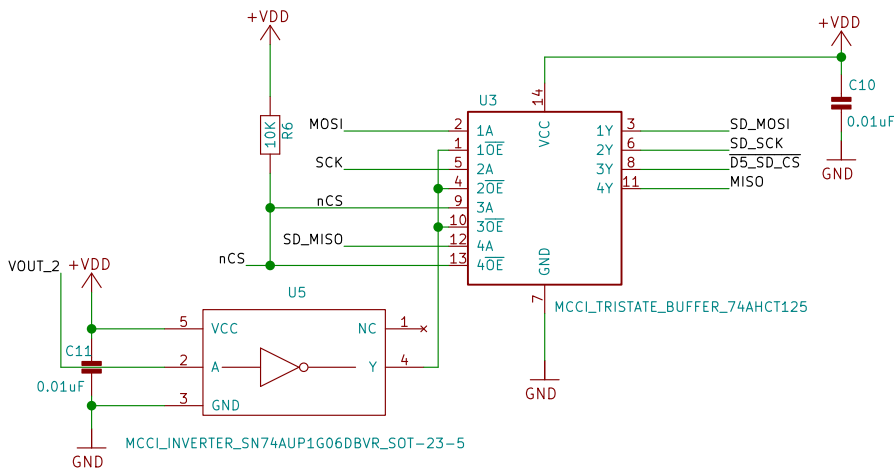 +VDD
+VDD
C10
0.01uF
GND
R6
10K
U3
14
VCC
MOSI
2
1A
1Y
3
SD_MOSI
1
1OE
SCK
5
2A
2Y
6
SD_SCK
4
2OE
3Y
8
D5_SD_CS
nCS
9
3A
4Y
11
MISO
10
3OE
SD_MISO
12
4A
nCS
13
4OE
GND
7
MCCI_TRISTATE_BUFFER_74AHCT125
GND
VOUT_2
+VDD
U5
5
VCC
NC
1
C11
0.01uF
2
A
Y
4
3
GND
GND
MCCI_INVERTER_SN74AUP1G06DBVR_SOT-23-5